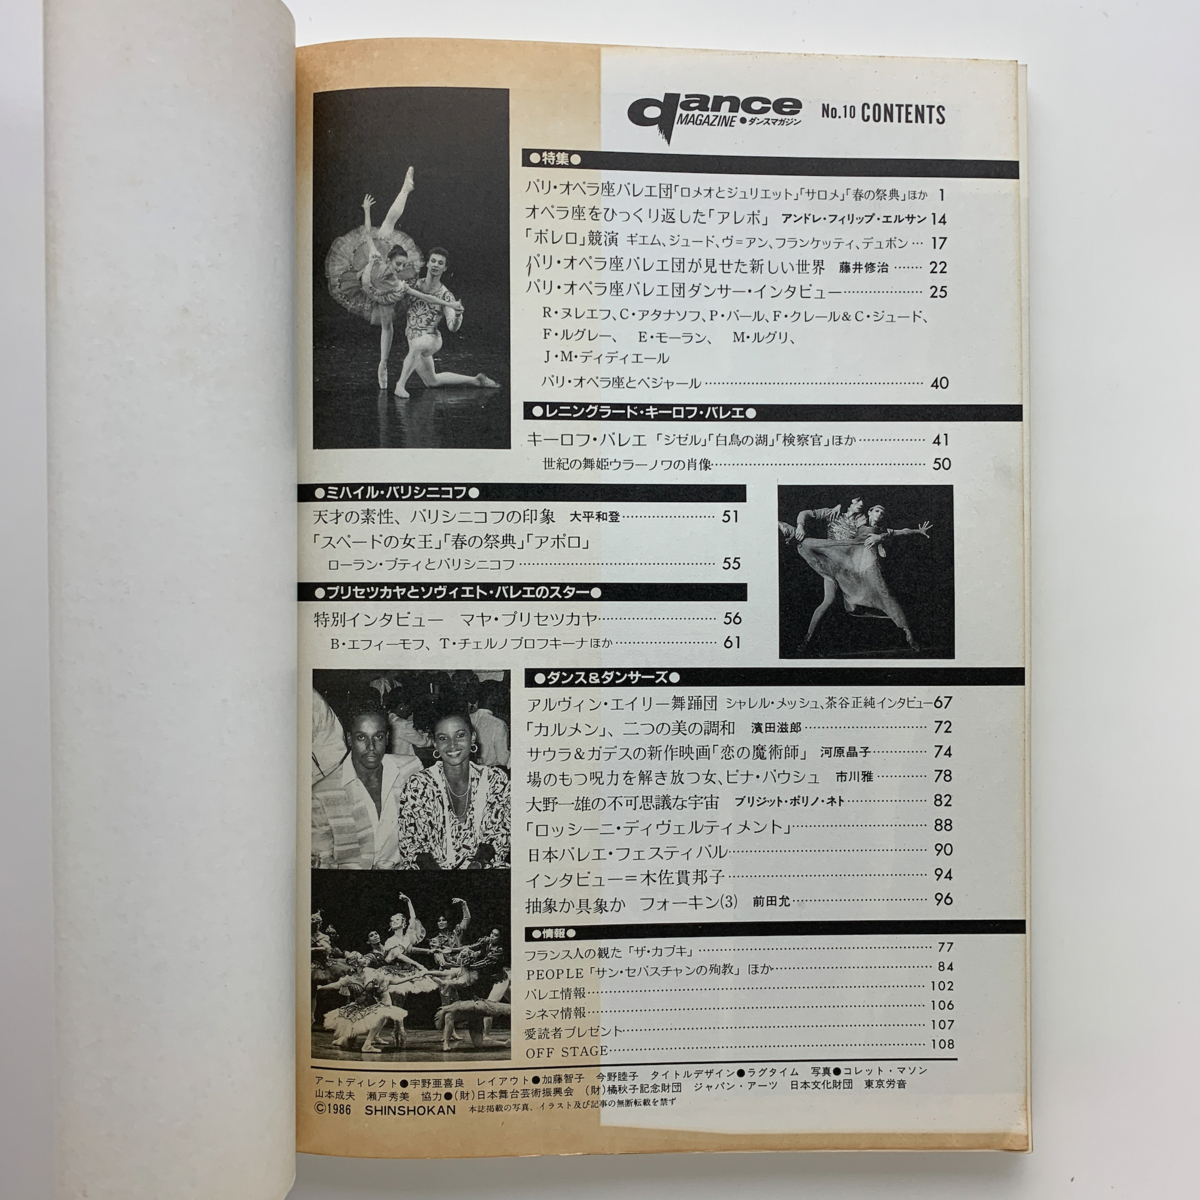 dance
MAGAZINE ●ダンスマガジン
No.10 CONTENTS
●特集●
パリ・オペラ座バレエ団「ロメオとジュリエット」「サロメ」「春の祭典」ほか 1
オペラ座をひっくり返した「アレポ」 アンドレ・フィリップ・エルサン 14
「ボレロ」競演 ギエム、ジュード、ヴ=アン、フランケッティ、デュポン… 17
パリ・オペラ座バレエ団が見せた新しい世界 藤井修治…… 22
パリ・オペラ座バレエ団ダンサー・インタビュー…………… 25
R・ヌレエフ、C・アタナソフ、P・バール、F・クレール&C・ジュード、
F・ルグレー、 E・モーラン、 M・ルグリ、
J・M・ディディエール
パリ・オペラ座とベジャール…………… 40
●レニングラード・キーロフ・バレエ●
キーロフ・バレエ「ジゼル」「白鳥の湖」「検察官」ほか…………… 41
世紀の舞姫ウラーノワの肖像…………… 50
●ミハイル・バリシニコフ●
天才の素性、バリシニコフの印象 大平和登…………… 51
「スペードの女王」「春の祭典」「アポロ」
ローラン・プティとバリシニコフ…………… 55
●プリセツカヤとソヴィエト・バレエのスター●
特別インタビュー マヤ・プリセツカヤ…………… 56
B・エフィーモフ、T・チェルノブロフキーナほか…………… 61
●ダンス&ダンサーズ●
アルヴィン・エイリー舞踊団 シャレル・メッシュ、茶谷正純インタビュー 67
「カルメン」、二つの美の調和 濱田滋郎…………… 72
サウラ&ガデスの新作映画「恋の魔術師」 河原晶子…………… 74
場のもつ呪力を解き放つ女、ピナ・バウシュ 市川雅…………… 78
大野一雄の不可思議な宇宙 ブリジット・ポリノ・ネト…………… 82
「ロッシーニ・ディヴェルティメント」…………… 88
日本バレエ・フェスティバル…………… 90
インタビュー=木佐貫邦子…………… 94
抽象か具象か フォーキン(3) 前田允…………… 96
●情報●
フランス人の観た「ザ・カブキ」…………… 77
PEOPLE「サン・セバスチャンの殉教」ほか…………… 84
バレエ情報…………… 102
シネマ情報…………… 106
愛読者プレゼント…………… 107
OFF STAGE…………… 108
アートディレクト●宇野亜喜良 レイアウト●加藤智子 今野睦子 タイトルデザイン●ラグタイム 写真●コレット・マソン
山本成夫 瀬戸秀美 協力●(財)日本舞台芸術振興会 (財)橘秋子記念財団 ジャパン・アーツ 日本文化財団 東京労音
©1986 SHINSHOKAN 本誌掲載の写真、イラスト及び記事の無断転載を禁ず